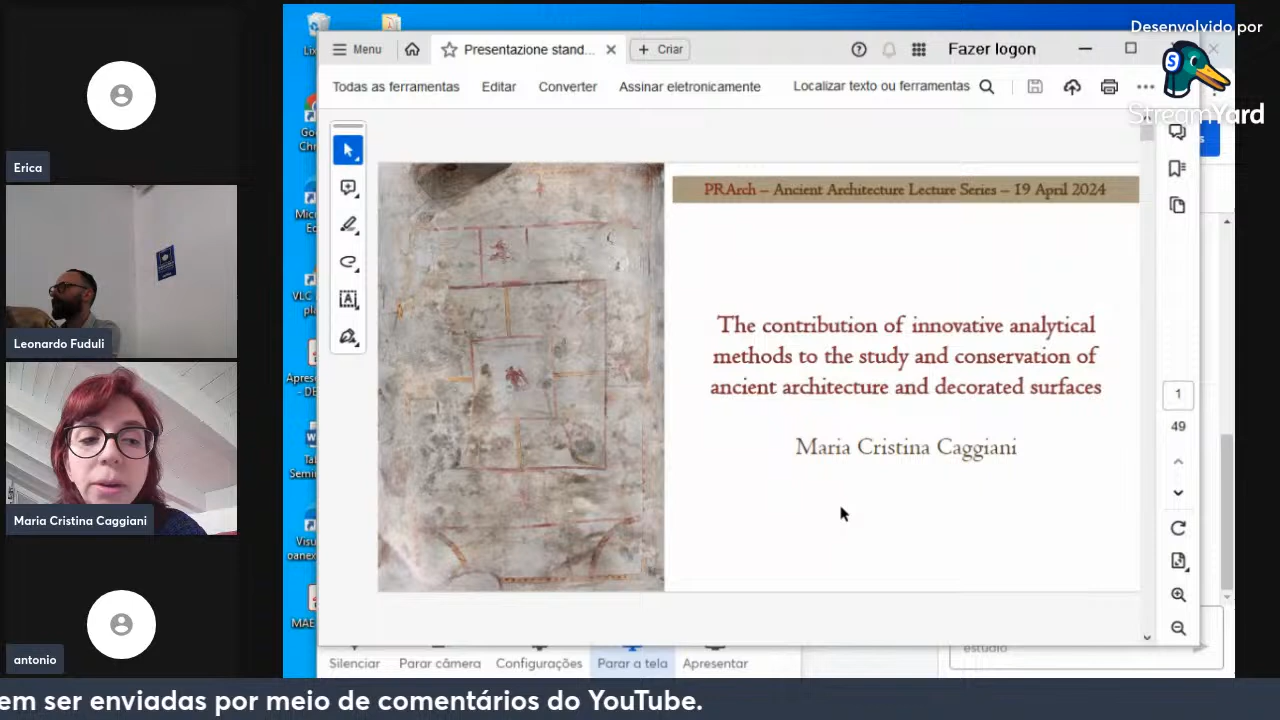 Desenvolvido por
StreamYard
Erica
Leonardo Fuduli
Maria Cristina Caggiani
antonio
Menu
Presentazione stand...
Criar
Fazer logon
Todas as ferramentas
Editar
Converter
Assinar eletronicamente
Localizar texto ou ferramentas
PRArch – Ancient Architecture Lecture Series – 19 April 2024
The contribution of innovative analytical
methods to the study and conservation of
ancient architecture and decorated surfaces
Maria Cristina Caggiani
1
49
Silenciar
Parar câmera
Configurações
Parar a tela
Apresentar
estúdio
em ser enviadas por meio de comentários do YouTube.